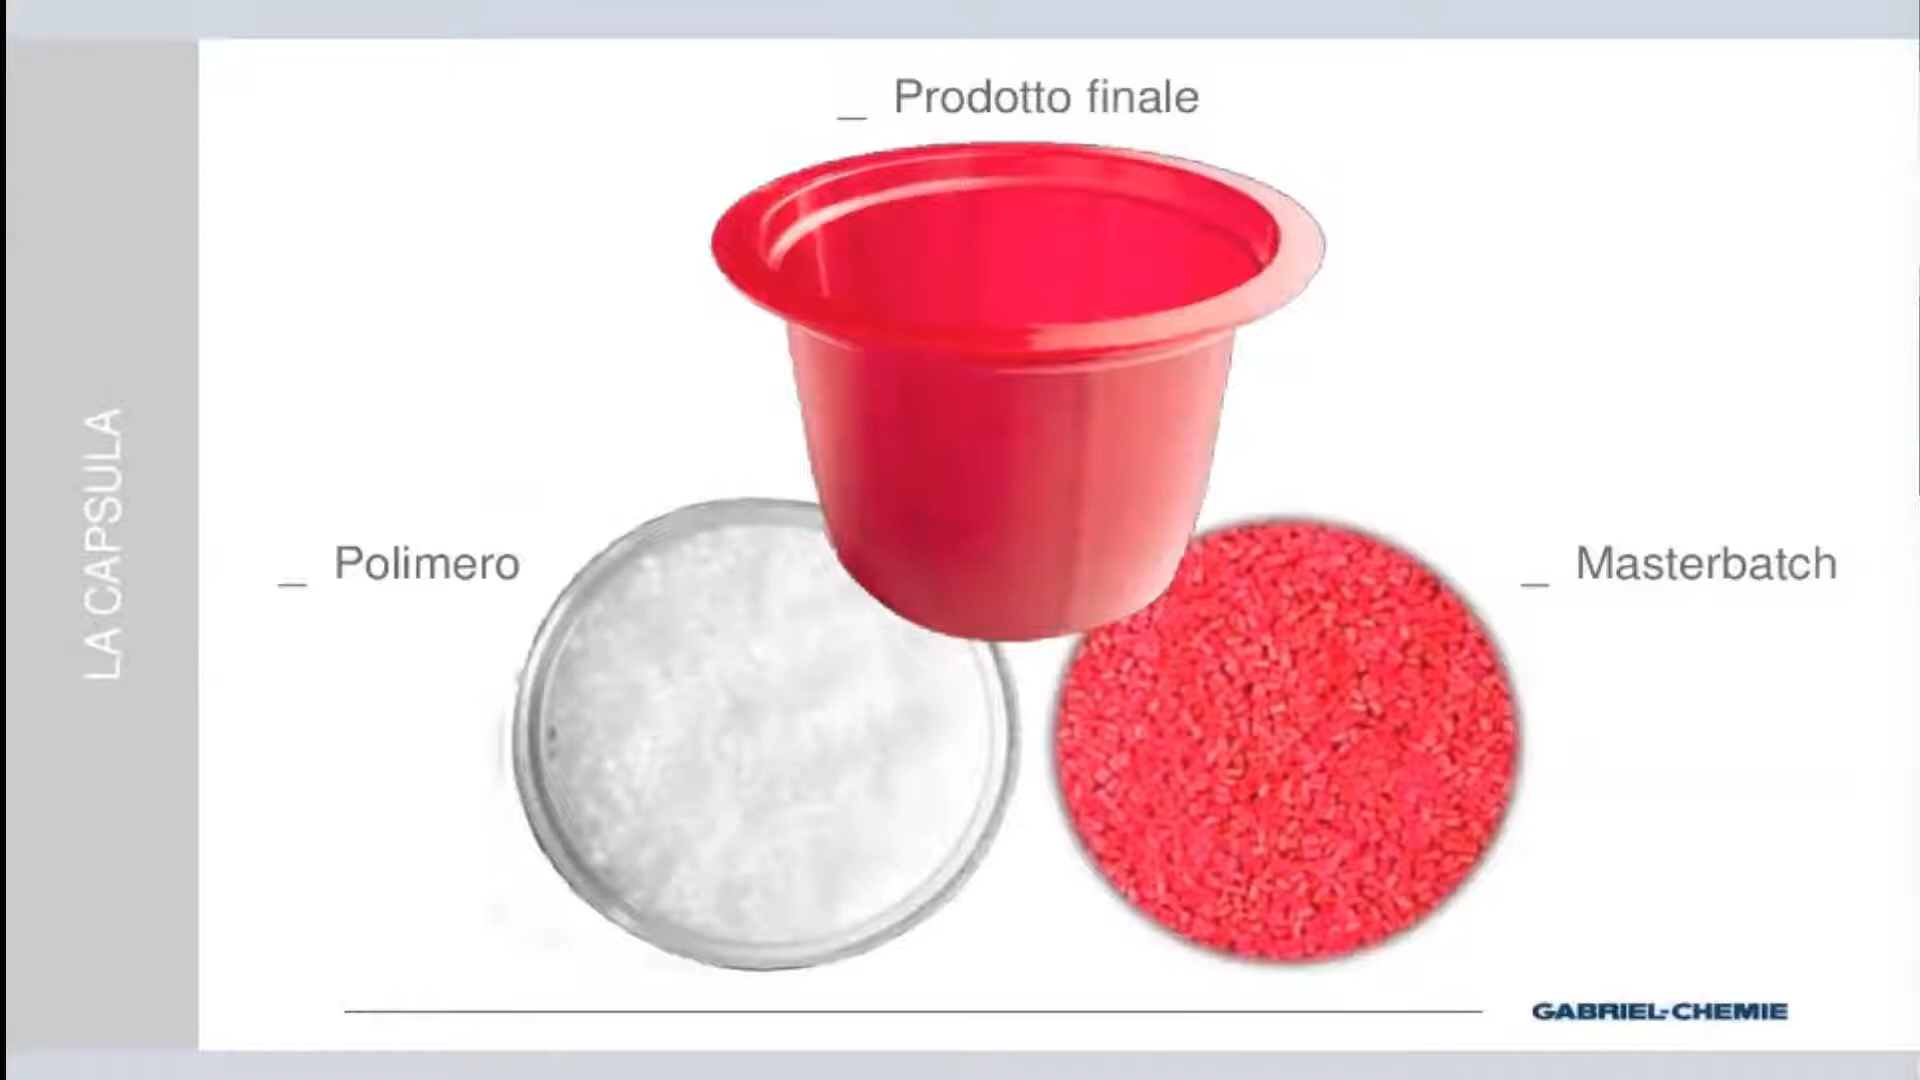 _ Prodotto finale
LA CAPSULA
_ Polimero
_ Masterbatch
GABRIEL-CHEMIE